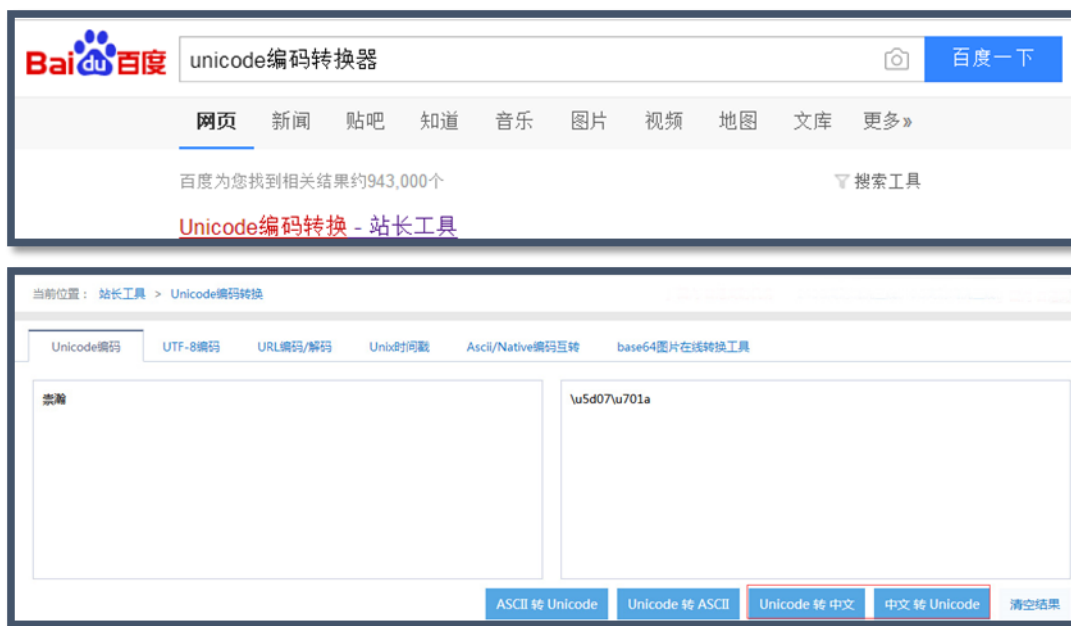 Bai du 百度 unicode编码转换器 百度一下
网页 新闻 贴吧 知道 音乐 图片 视频 地图 文库 更多»
百度为您找到相关结果约943,000个 搜索工具
Unicode编码转换 - 站长工具
当前位置： 站长工具 > Unicode编码转换
Unicode编码 UTF-8编码 URL编码/解码 Unix时间戳 Ascii/Native编码互转 base64图片在线转换工具
崇瀚 \u5d07\u701a
ASCII 转 Unicode Unicode 转 ASCII Unicode 转 中文 中文 转 Unicode 清空结果